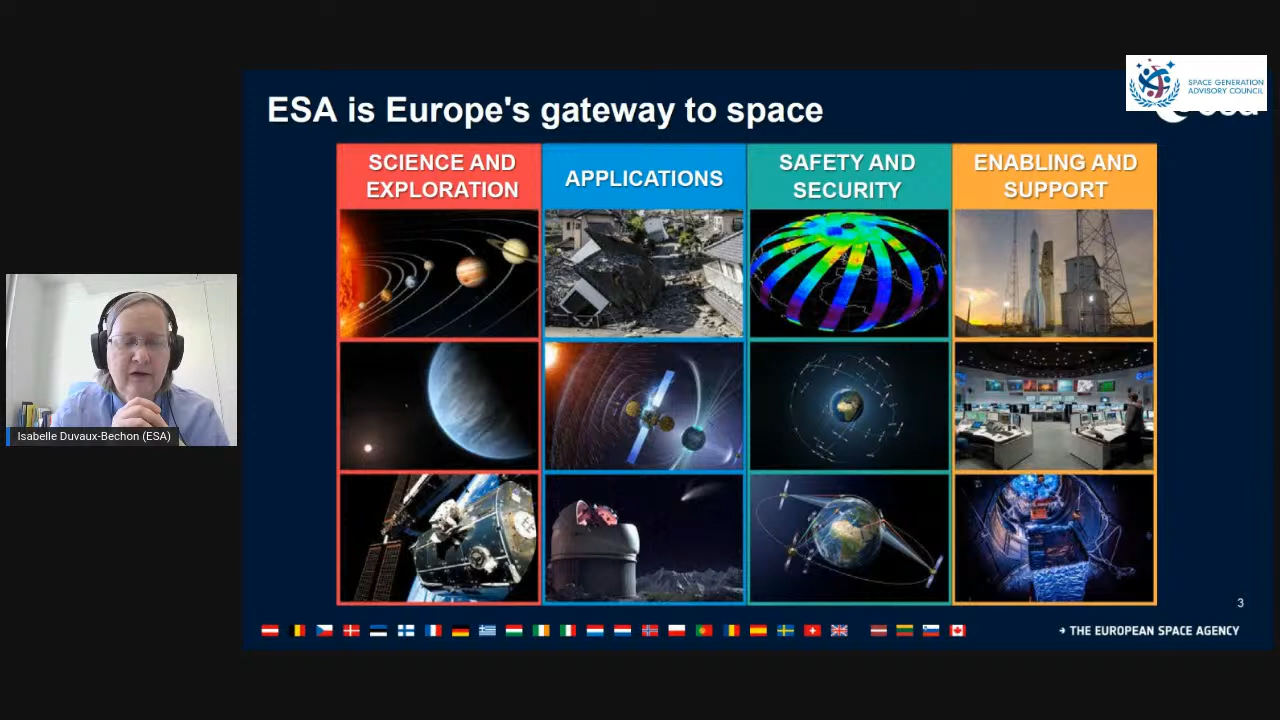 SPACE GENERATION
ADVISORY COUNCIL
ESA is Europe's gateway to space
SCIENCE AND
EXPLORATION
APPLICATIONS
SAFETY AND
SECURITY
ENABLING AND
SUPPORT
Isabelle Duvaux-Bechon (ESA)
3
→ THE EUROPEAN SPACE AGENCY